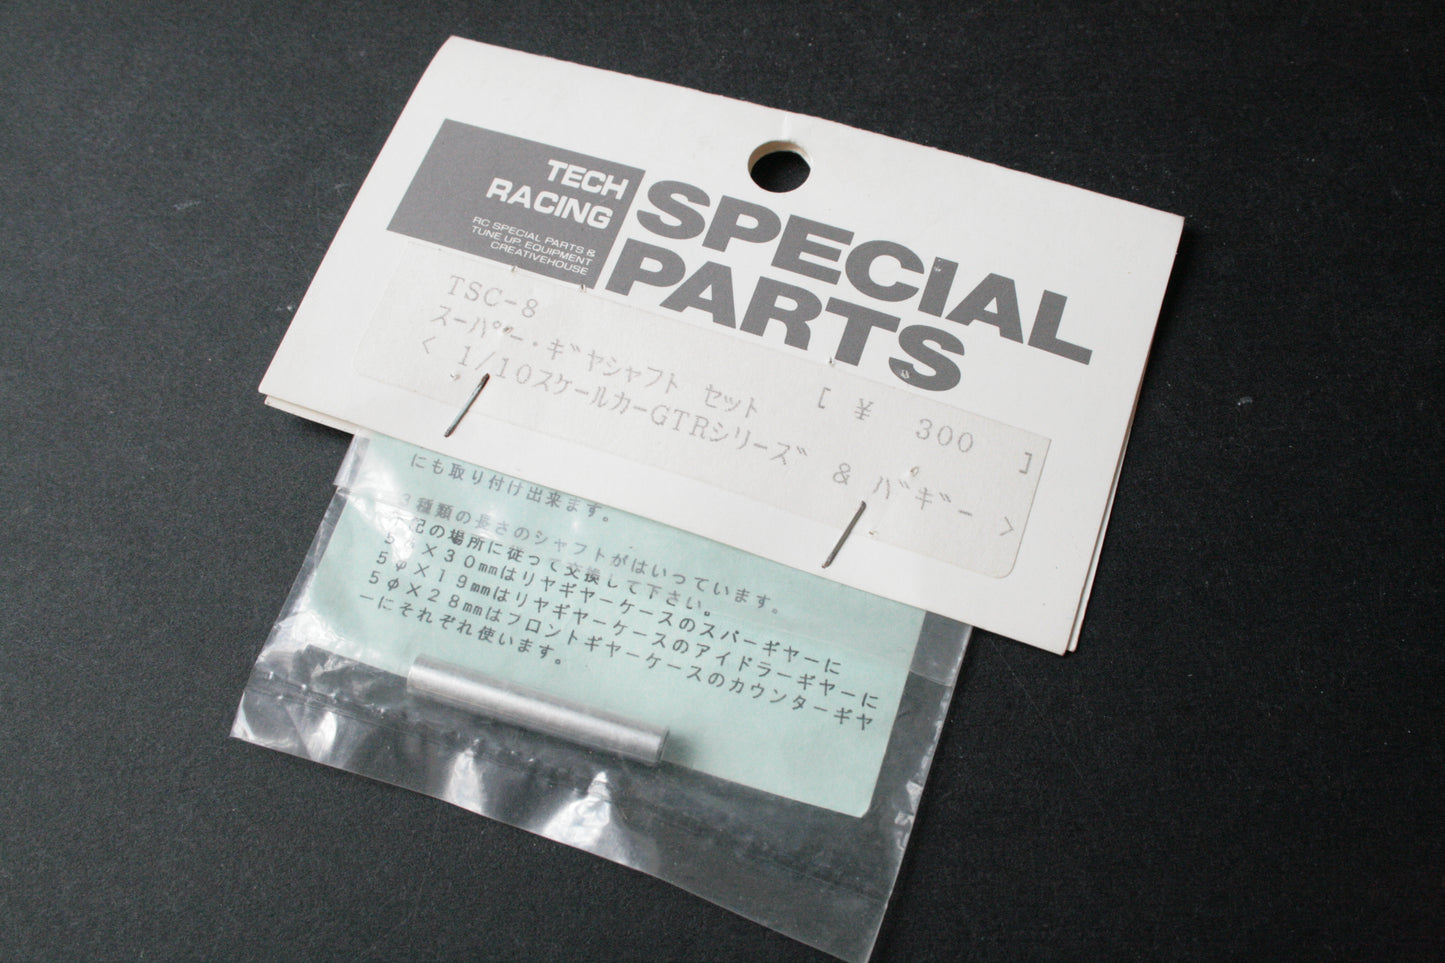 TECH
RACING
RC SPECIAL PARTS &
TUNE UP EQUIPMENT
CREATIVEHOUSE
SPECIAL
PARTS
TSC-8
スーパー・ギヤシャフト セット [ ¥ 300 ]
< 1/10スケールカーGTRシリーズ & バギー >
にも取り付け出来ます。
3種類の長さのシャフトがはいっています。
記の場所に従って交換して下さい。
5φ×30㎜はリヤギヤーケースのスパーギヤーに
5φ×19㎜はリヤギヤーケースのアイドラーギヤーに
5φ×28㎜はフロントギヤーケースのカウンターギヤ
ーにそれぞれ使います。